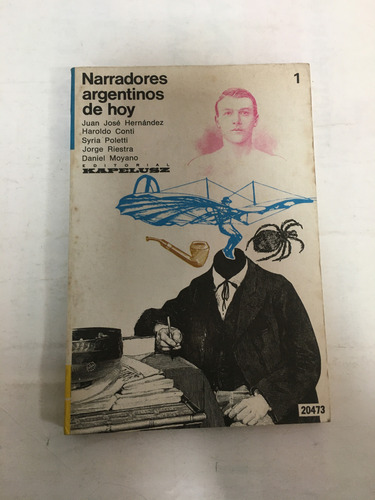 Narradores
argentinos
de hoy
1
Juan José Hernández
Haroldo Conti
Syria Poletti
Jorge Riestra
Daniel Moyano
EDITORIAL
KAPELUSZ
20473